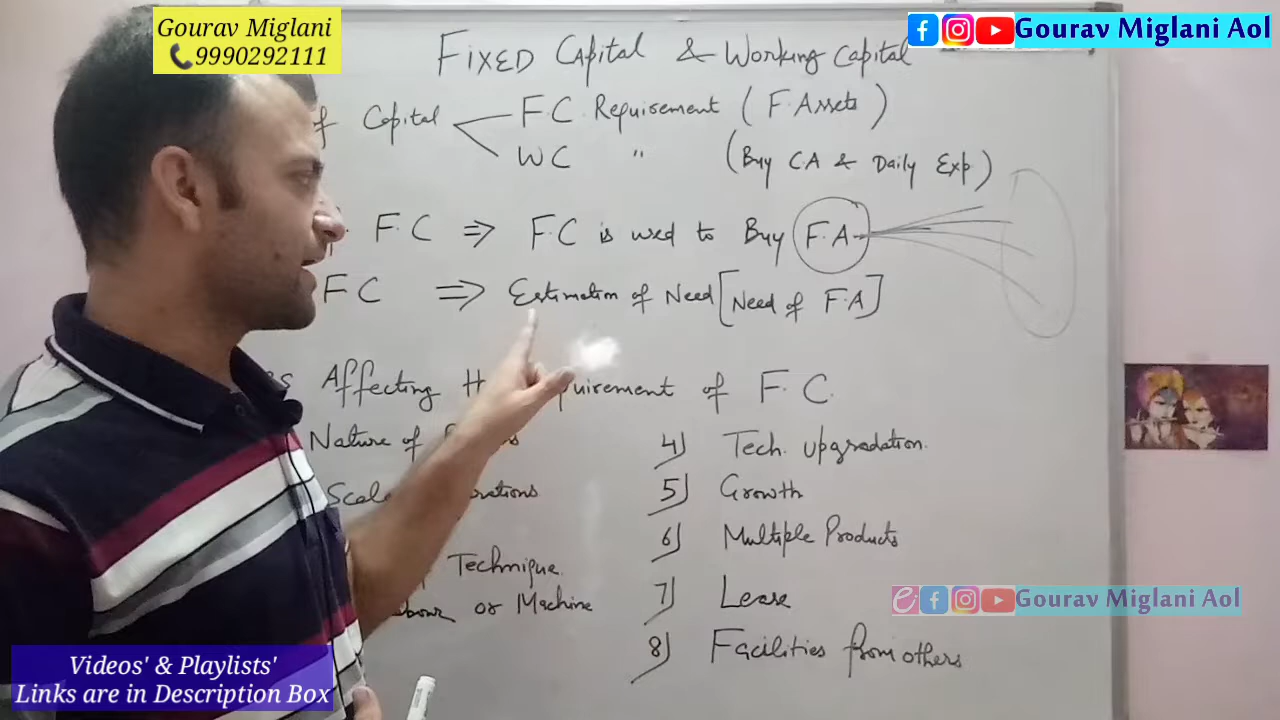 Gourav Miglani
9990292111
Gourav Miglani Aol
FIXED Capital & Working Capital
of Capital
F.C Requirement (F. Assets)
WC " (Buy C.A & Daily Exp)
F.C ⇒ F.C is used to Buy F.A
FC ⇒ Estimation of Need [Need of F.A]
Affecting of F.C.
Nature of
Scale
Technique
or Machine
4) Tech. upgradation.
5) Growth
6) Multiple Products
7) Lease
8) Facilities from others
Gourav Miglani Aol
Videos' & Playlists'
Links are in Description Box